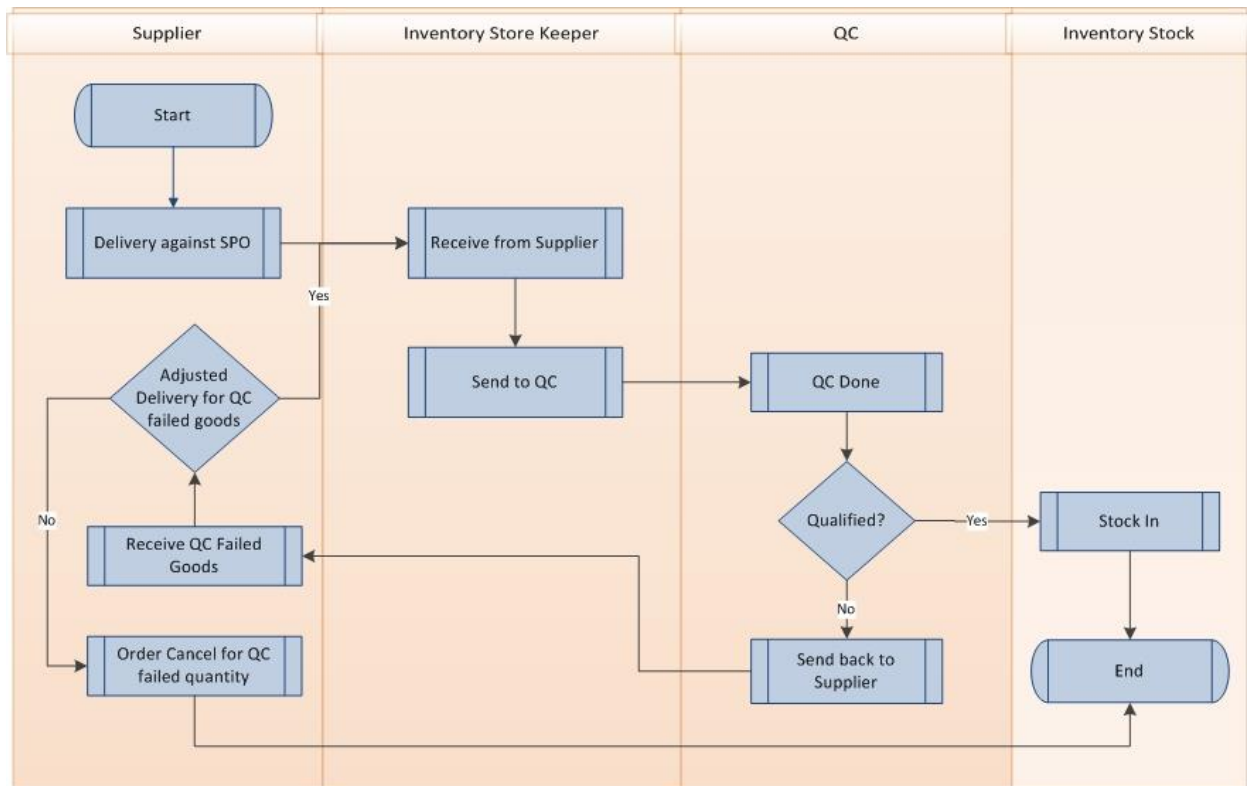 Supplier
Inventory Store Keeper
QC
Inventory Stock
Start
Delivery against SPO
Receive from Supplier
Yes
Adjusted
Delivery for QC
failed goods
Send to QC
QC Done
No
Qualified?
Yes
Stock In
Receive QC Failed
Goods
No
Order Cancel for QC
failed quantity
Send back to
Supplier
End